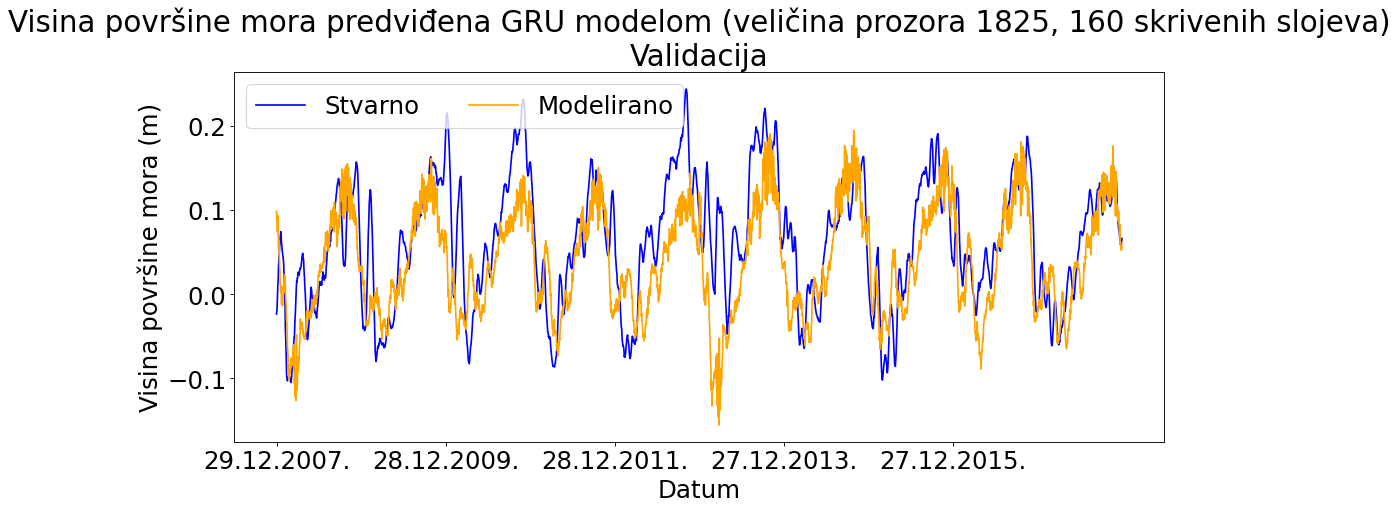 Visina površine mora predviđena GRU modelom (veličina prozora 1825, 160 skrivenih slojeva)
Validacija
Stvarno Modelirano
Visina površine mora (m)
0.2
0.1
0.0
−0.1
29.12.2007. 28.12.2009. 28.12.2011. 27.12.2013. 27.12.2015.
Datum